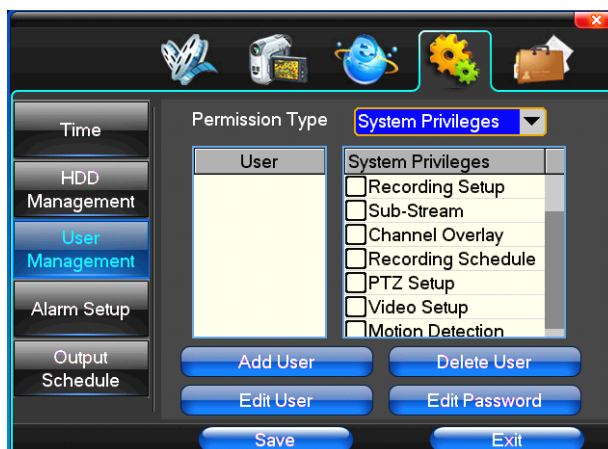 Permission Type
System Privileges
Time
HDD
Management
User
Management
Alarm Setup
Output
Schedule
User
System Privileges
Recording Setup
Sub-Stream
Channel Overlay
Recording Schedule
PTZ Setup
Video Setup
Motion Detection
Add User
Delete User
Edit User
Edit Password
Save
Exit